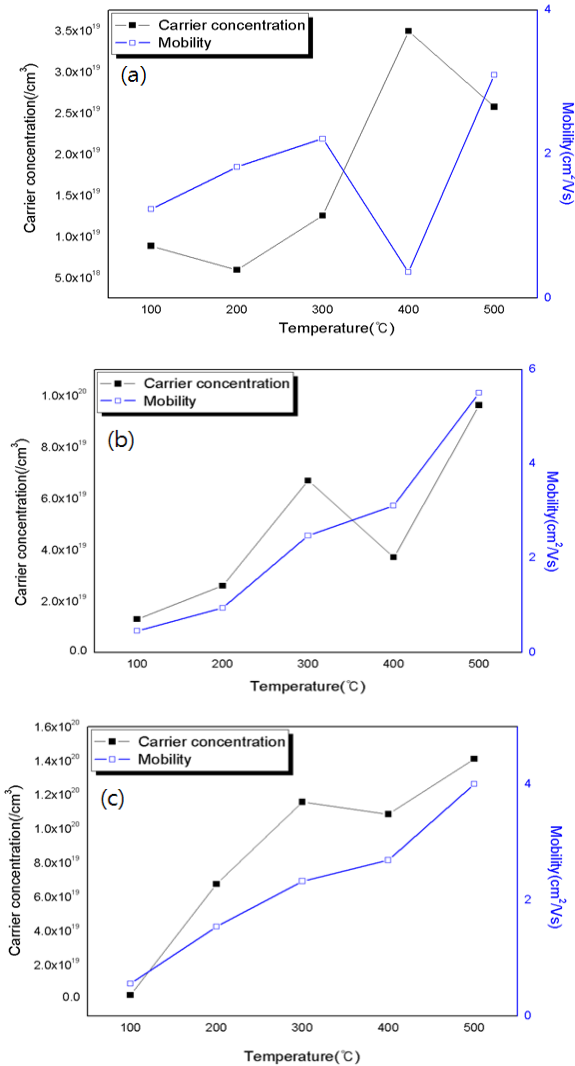 Carrier concentration
Mobility
(a)
3.5x10¹⁹
3.0x10¹⁹
2.5x10¹⁹
2.0x10¹⁹
1.5x10¹⁹
1.0x10¹⁹
5.0x10¹⁸
Carrier concentration(/cm³)
4
2
0
Mobility(cm²/Vs)
100 200 300 400 500
Temperature(℃)
Carrier concentration
Mobility
(b)
1.0x10²⁰
8.0x10¹⁹
6.0x10¹⁹
4.0x10¹⁹
2.0x10¹⁹
0.0
Carrier concentration(/cm³)
6
4
2
0
Mobility(cm²/Vs)
100 200 300 400 500
Temperature(℃)
Carrier concentration
Mobility
(c)
1.6x10²⁰
1.4x10²⁰
1.2x10²⁰
1.0x10²⁰
8.0x10¹⁹
6.0x10¹⁹
4.0x10¹⁹
2.0x10¹⁹
0.0
Carrier concentration(/cm³)
4
2
0
Mobility(cm²/Vs)
100 200 300 400 500
Temperature(℃)